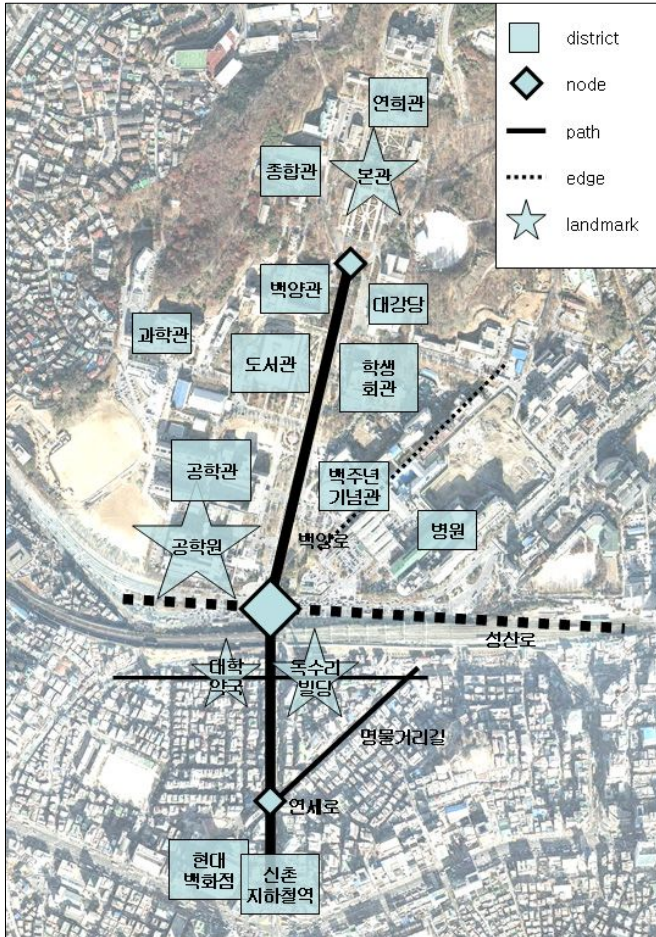 district
node
path
edge
landmark
연희관
종합관
본관
백양관
대강당
과학관
도서관
학생
회관
공학관
백주년
기념관
공학원
백양로
병원
성산로
대학
약국
독수리
빌딩
명물거리길
연세로
현대
백화점
신촌
지하철역